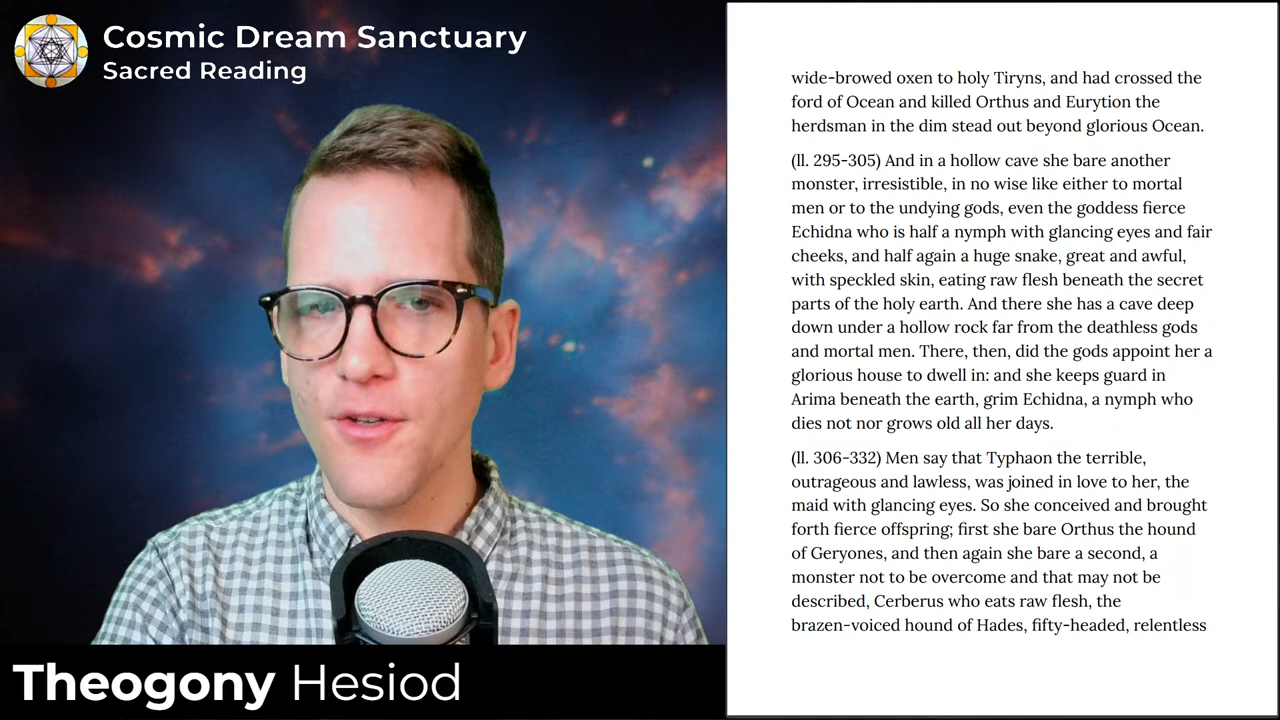 Cosmic Dream Sanctuary
Sacred Reading
wide-browed oxen to holy Tiryns, and had crossed the
ford of Ocean and killed Orthus and Eurytion the
herdsman in the dim stead out beyond glorious Ocean.
(ll. 295-305) And in a hollow cave she bare another
monster, irresistible, in no wise like either to mortal
men or to the undying gods, even the goddess fierce
Echidna who is half a nymph with glancing eyes and fair
cheeks, and half again a huge snake, great and awful,
with speckled skin, eating raw flesh beneath the secret
parts of the holy earth. And there she has a cave deep
down under a hollow rock far from the deathless gods
and mortal men. There, then, did the gods appoint her a
glorious house to dwell in: and she keeps guard in
Arima beneath the earth, grim Echidna, a nymph who
dies not nor grows old all her days.
(ll. 306-332) Men say that Typhaon the terrible,
outrageous and lawless, was joined in love to her, the
maid with glancing eyes. So she conceived and brought
forth fierce offspring; first she bare Orthus the hound
of Geryones, and then again she bare a second, a
monster not to be overcome and that may not be
described, Cerberus who eats raw flesh, the
brazen-voiced hound of Hades, fifty-headed, relentless
Theogony Hesiod